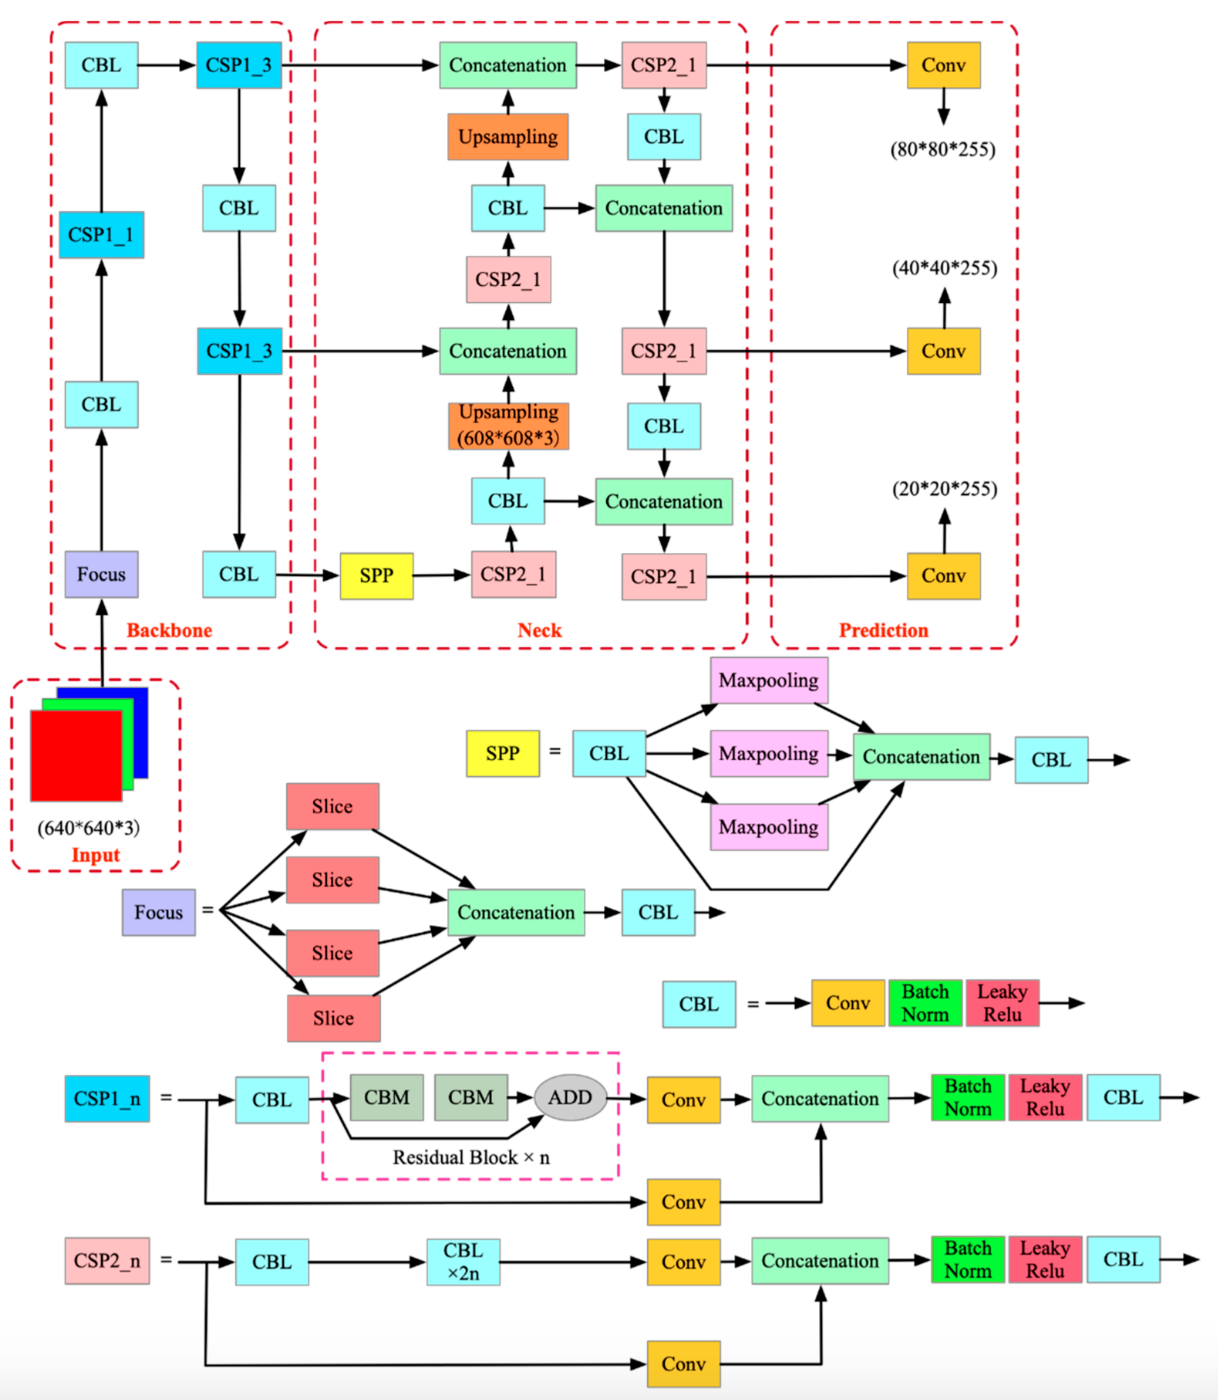 CBL
CSP1_3
Concatenation
CSP2_1
Conv
Upsampling
CBL
(80*80*255)
CSP1_1
CBL
CBL
Concatenation
CSP2_1
(40*40*255)
CSP1_3
Concatenation
CSP2_1
Conv
CBL
Upsampling
(608*608*3)
CBL
CBL
Concatenation
(20*20*255)
Focus
CBL
SPP
CSP2_1
CSP2_1
Conv
Backbone
Neck
Prediction
(640*640*3)
Input
SPP
=
CBL
Maxpooling
Maxpooling
Maxpooling
Concatenation
CBL
Focus
=
Slice
Slice
Slice
Slice
Concatenation
CBL
CBL
=
Conv
Batch
Norm
Leaky
Relu
CSP1_n
=
CBL
CBM
CBM
ADD
Residual Block × n
Conv
Concatenation
Batch
Norm
Leaky
Relu
CBL
Conv
CSP2_n
=
CBL
CBL
×2n
Conv
Concatenation
Batch
Norm
Leaky
Relu
CBL
Conv